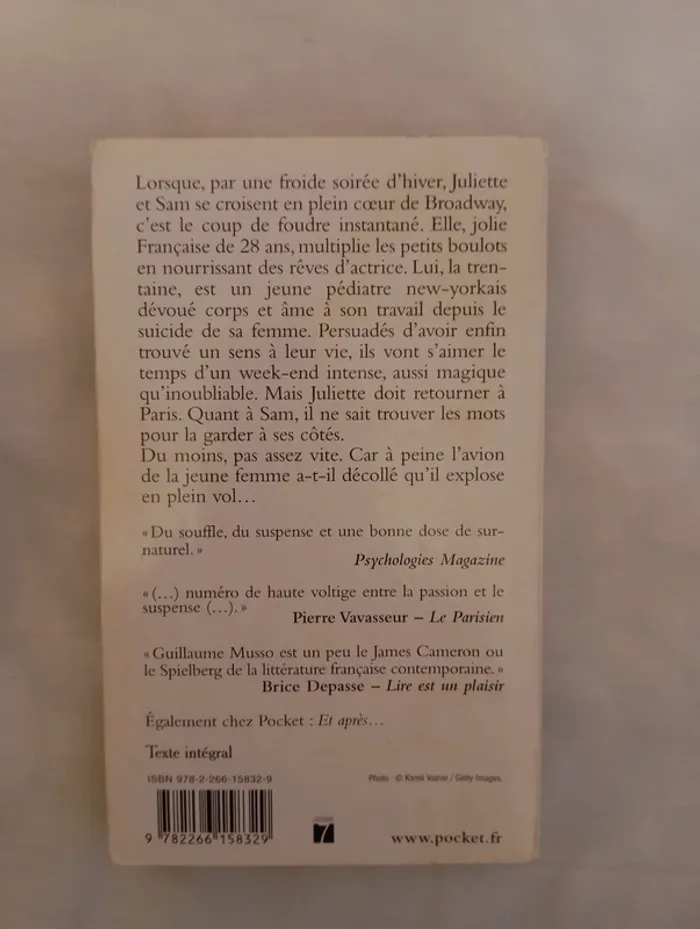 Lorsque, par une froide soirée d'hiver, Juliette
et Sam se croisent en plein cœur de Broadway,
c'est le coup de foudre instantané. Elle, jolie
Française de 28 ans, multiplie les petits boulots
en nourrissant des rêves d'actrice. Lui, la tren-
taine, est un jeune pédiatre new-yorkais
dévoué corps et âme à son travail depuis le
suicide de sa femme. Persuadés d'avoir enfin
trouvé un sens à leur vie, ils vont s'aimer le
temps d'un week-end intense, aussi magique
qu'inoubliable. Mais Juliette doit retourner à
Paris. Quant à Sam, il ne sait trouver les mots
pour la garder à ses côtés.
Du moins, pas assez vite. Car à peine l'avion
de la jeune femme a-t-il décollé qu'il explose
en plein vol…
« Du souffle, du suspense et une bonne dose de sur-
naturel. »
Psychologies Magazine
« (…) numéro de haute voltige entre la passion et le
suspense (…). »
Pierre Vavasseur – Le Parisien
« Guillaume Musso est un peu le James Cameron ou
le Spielberg de la littérature française contemporaine. »
Brice Depasse – Lire est un plaisir
Également chez Pocket : Et après…
Texte intégral
ISBN 978-2-266-15832-9
Photo © Kamil Vojnar / Getty Images.
7
9 782266 158329
www.pocket.fr